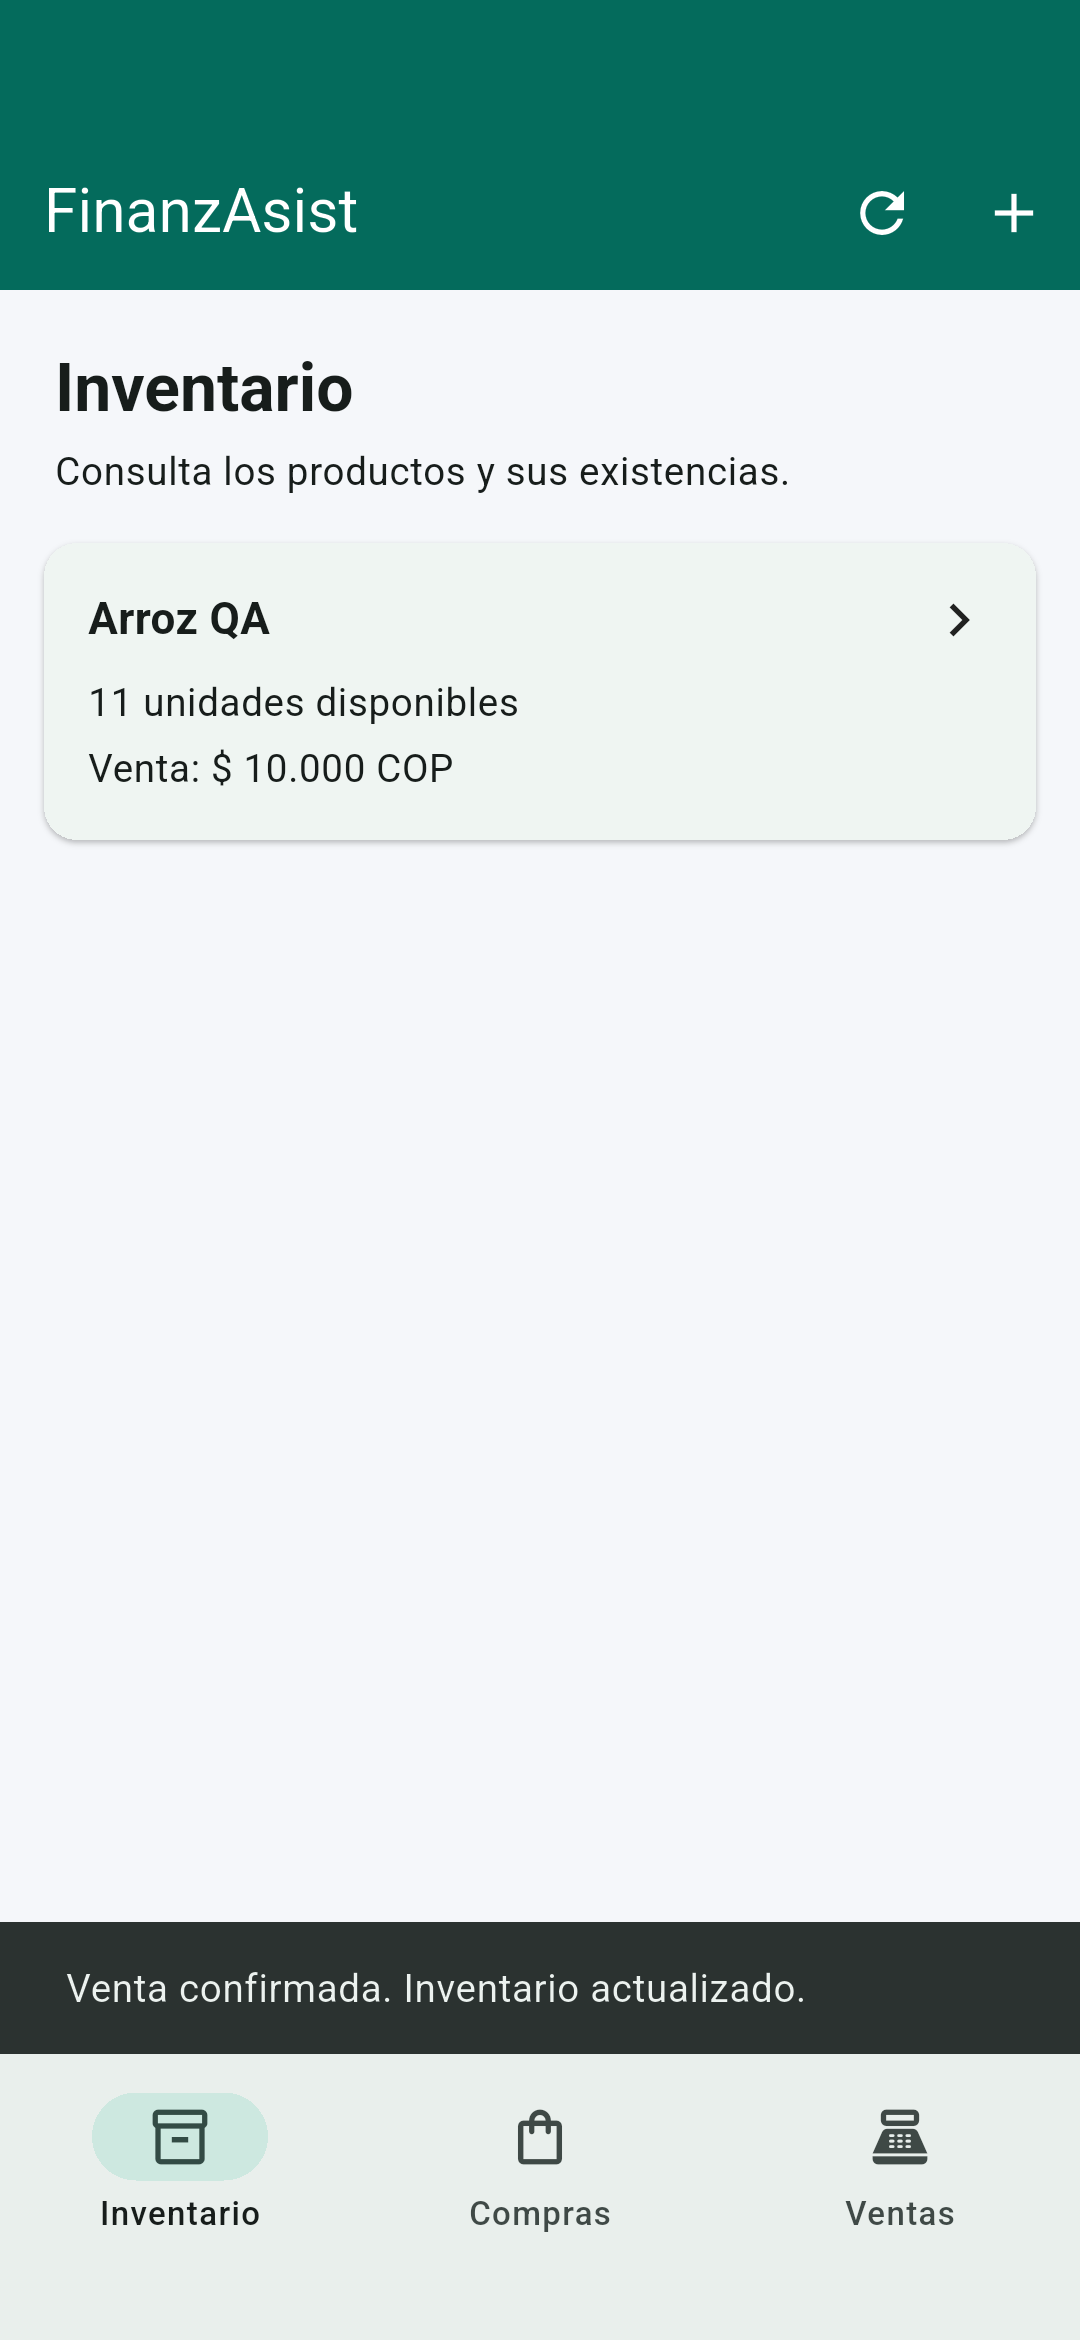 FinanzAsist
Inventario
Consulta los productos y sus existencias.
Arroz QA
11 unidades disponibles
Venta: $ 10.000 COP
Venta confirmada. Inventario actualizado.
Inventario
Compras
Ventas